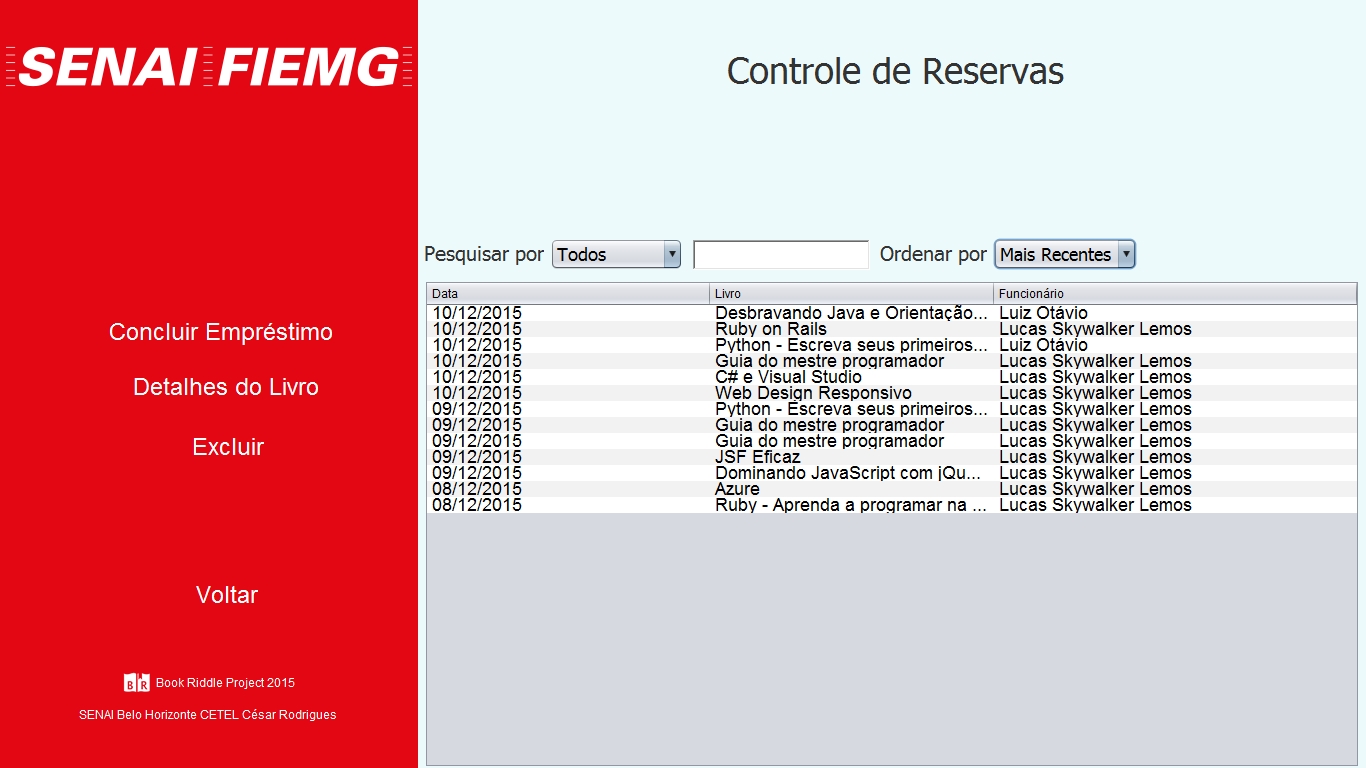 SENAI FIEMG
Controle de Reservas
Pesquisar por Todos Ordenar por Mais Recentes
Data Livro Funcionário
10/12/2015 Desbravando Java e Orientação... Luiz Otávio
10/12/2015 Ruby on Rails Lucas Skywalker Lemos
10/12/2015 Python - Escreva seus primeiros... Luiz Otávio
10/12/2015 Guia do mestre programador Lucas Skywalker Lemos
10/12/2015 C# e Visual Studio Lucas Skywalker Lemos
10/12/2015 Web Design Responsivo Lucas Skywalker Lemos
09/12/2015 Python - Escreva seus primeiros... Lucas Skywalker Lemos
09/12/2015 Guia do mestre programador Lucas Skywalker Lemos
09/12/2015 Guia do mestre programador Lucas Skywalker Lemos
09/12/2015 JSF Eficaz Lucas Skywalker Lemos
09/12/2015 Dominando JavaScript com jQu... Lucas Skywalker Lemos
08/12/2015 Azure Lucas Skywalker Lemos
08/12/2015 Ruby - Aprenda a programar na ... Lucas Skywalker Lemos
Concluir Empréstimo
Detalhes do Livro
Excluir
Voltar
BR Book Riddle Project 2015
SENAI Belo Horizonte CETEL César Rodrigues